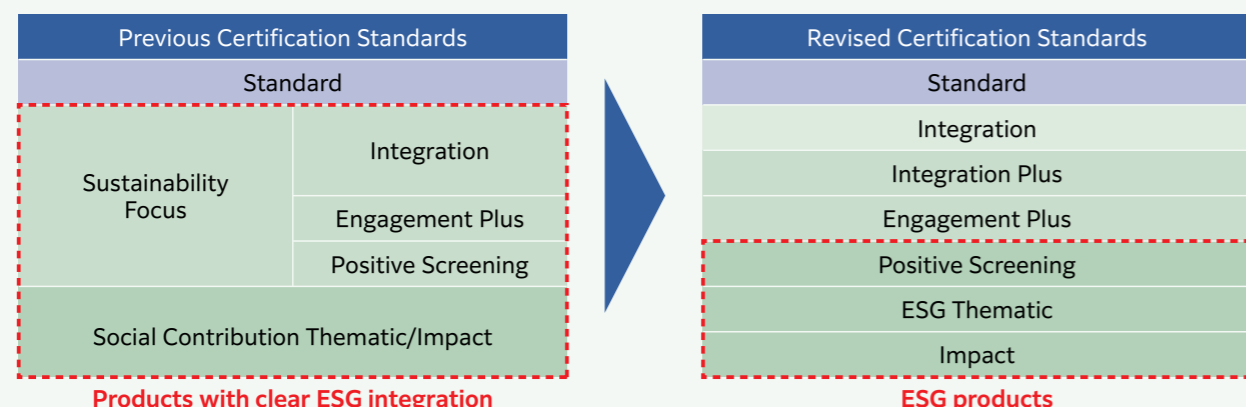 Previous Certification Standards
Standard
Sustainability
Focus
Integration
Engagement Plus
Positive Screening
Social Contribution Thematic/Impact
Products with clear ESG integration
Revised Certification Standards
Standard
Integration
Integration Plus
Engagement Plus
Positive Screening
ESG Thematic
Impact
ESG products